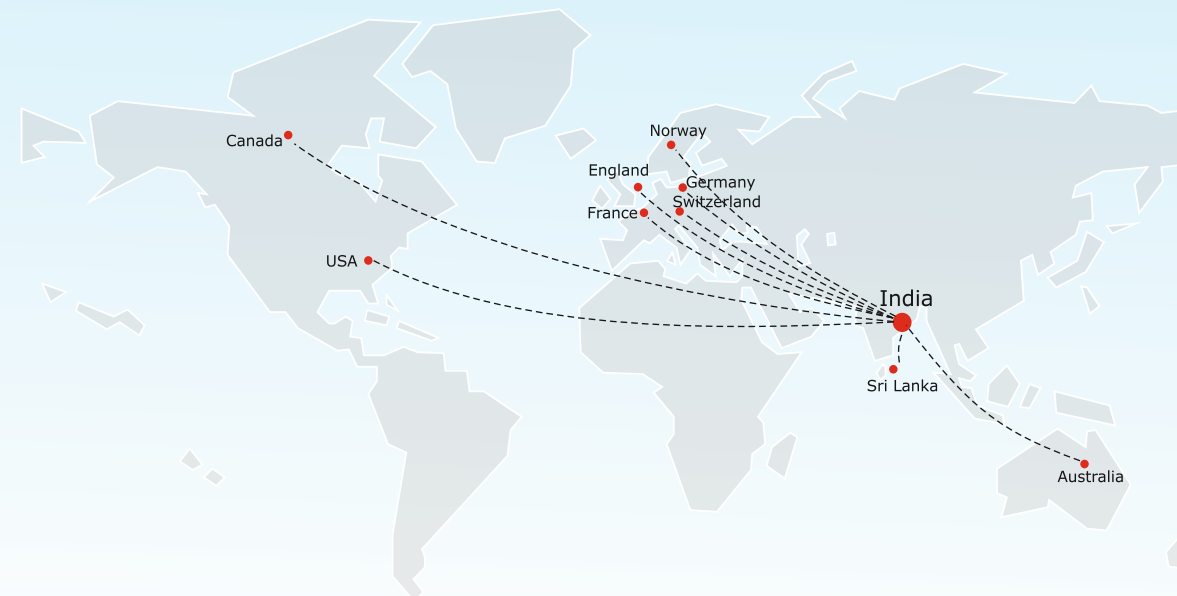 Norway
Canada
England
Germany
Switzerland
France
USA
India
Sri Lanka
Australia